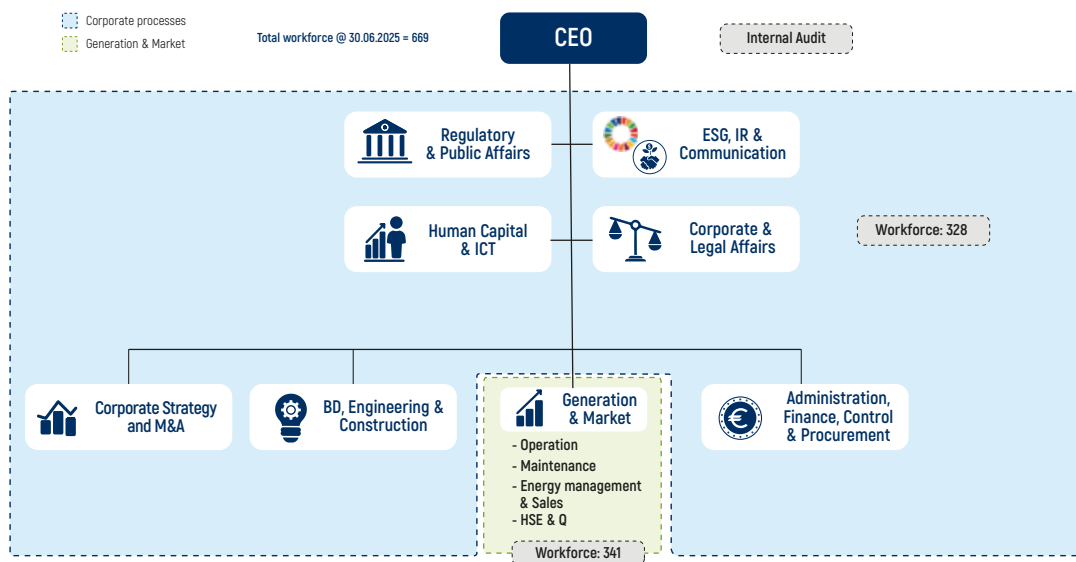 Corporate processes
Generation & Market
Total workforce @ 30.06.2025 = 669
CEO
Internal Audit
Regulatory
& Public Affairs
ESG, IR &
Communication
Human Capital
& ICT
Corporate &
Legal Affairs
Workforce: 328
Corporate Strategy
and M&A
BD, Engineering &
Construction
Generation
& Market
Administration,
Finance, Control
& Procurement
- Operation
- Maintenance
- Energy management
& Sales
- HSE & Q
Workforce: 341